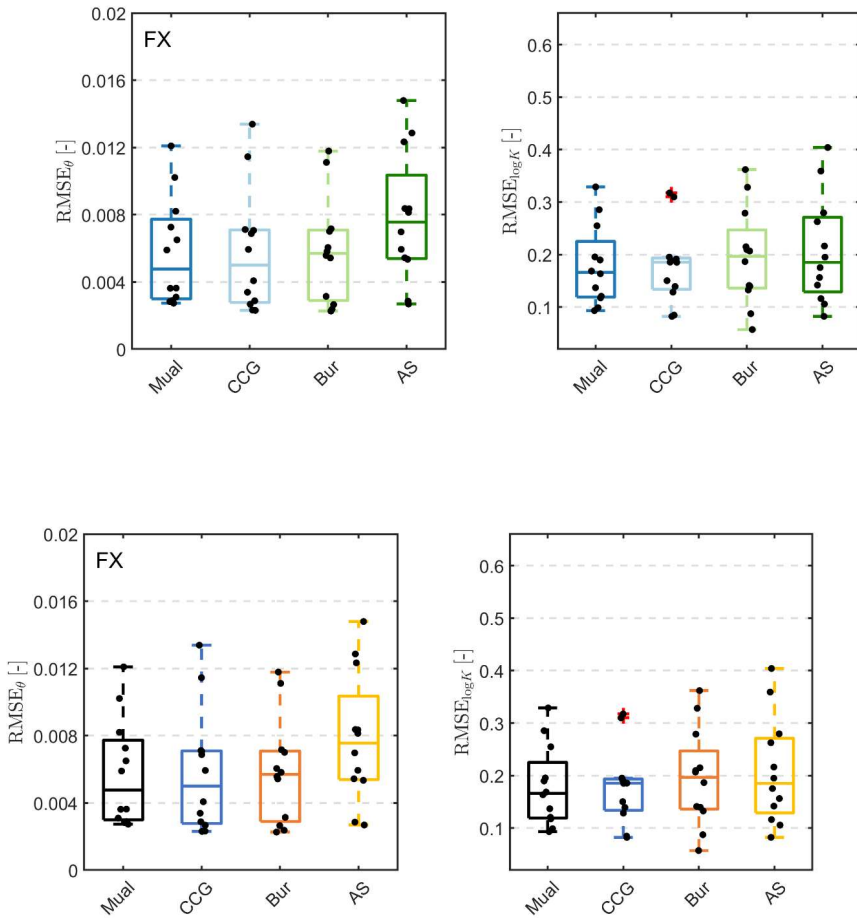 0.02
FX
0.016
0.012
0.008
0.004
0
RMSE_θ [-]
Mual
CCG
Bur
AS
0.6
0.5
0.4
0.3
0.2
0.1
RMSE_logK [-]
Mual
CCG
Bur
AS
0.02
FX
0.016
0.012
0.008
0.004
0
RMSE_θ [-]
Mual
CCG
Bur
AS
0.6
0.5
0.4
0.3
0.2
0.1
RMSE_logK [-]
Mual
CCG
Bur
AS